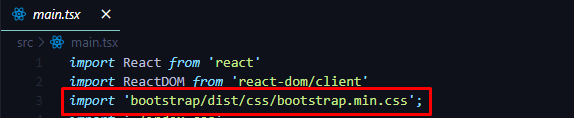 main.tsx
src > main.tsx
1 import React from 'react'
2 import ReactDOM from 'react-dom/client'
3 import 'bootstrap/dist/css/bootstrap.min.css';